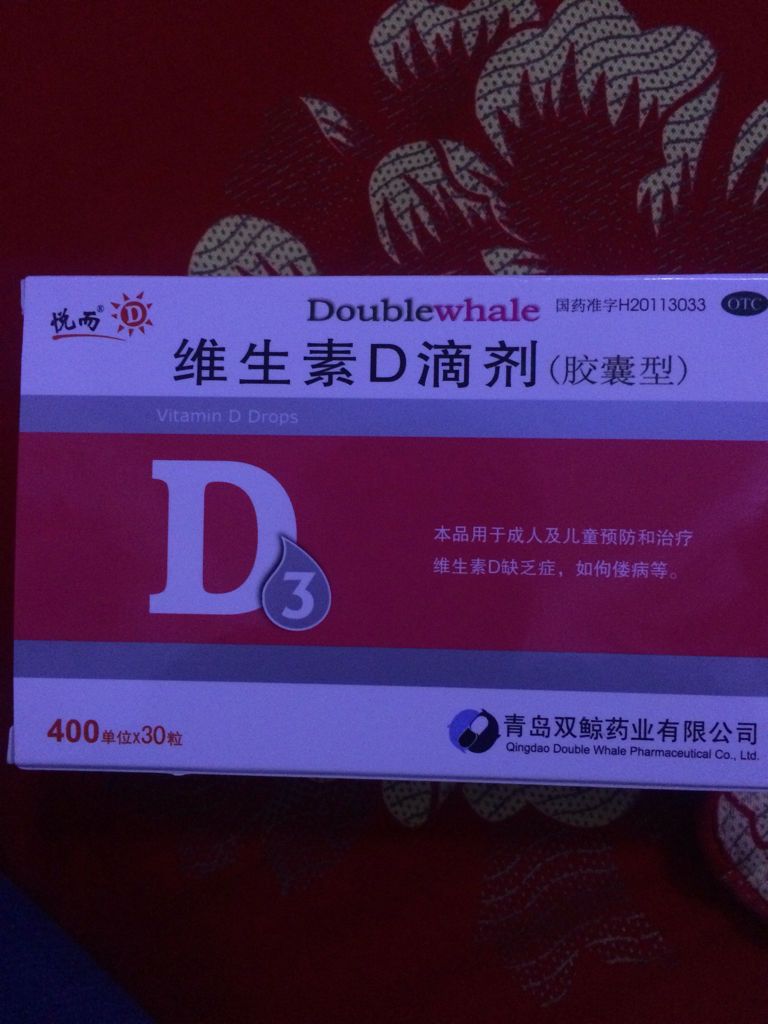 悦而®
D
Doublewhale
国药准字H20113033
OTC
维生素D滴剂(胶囊型)
Vitamin D Drops
D3
本品用于成人及儿童预防和治疗
维生素D缺乏症，如佝偻病等。
400单位x30粒
青岛双鲸药业有限公司
Qingdao Double Whale Pharmaceutical Co., Ltd.